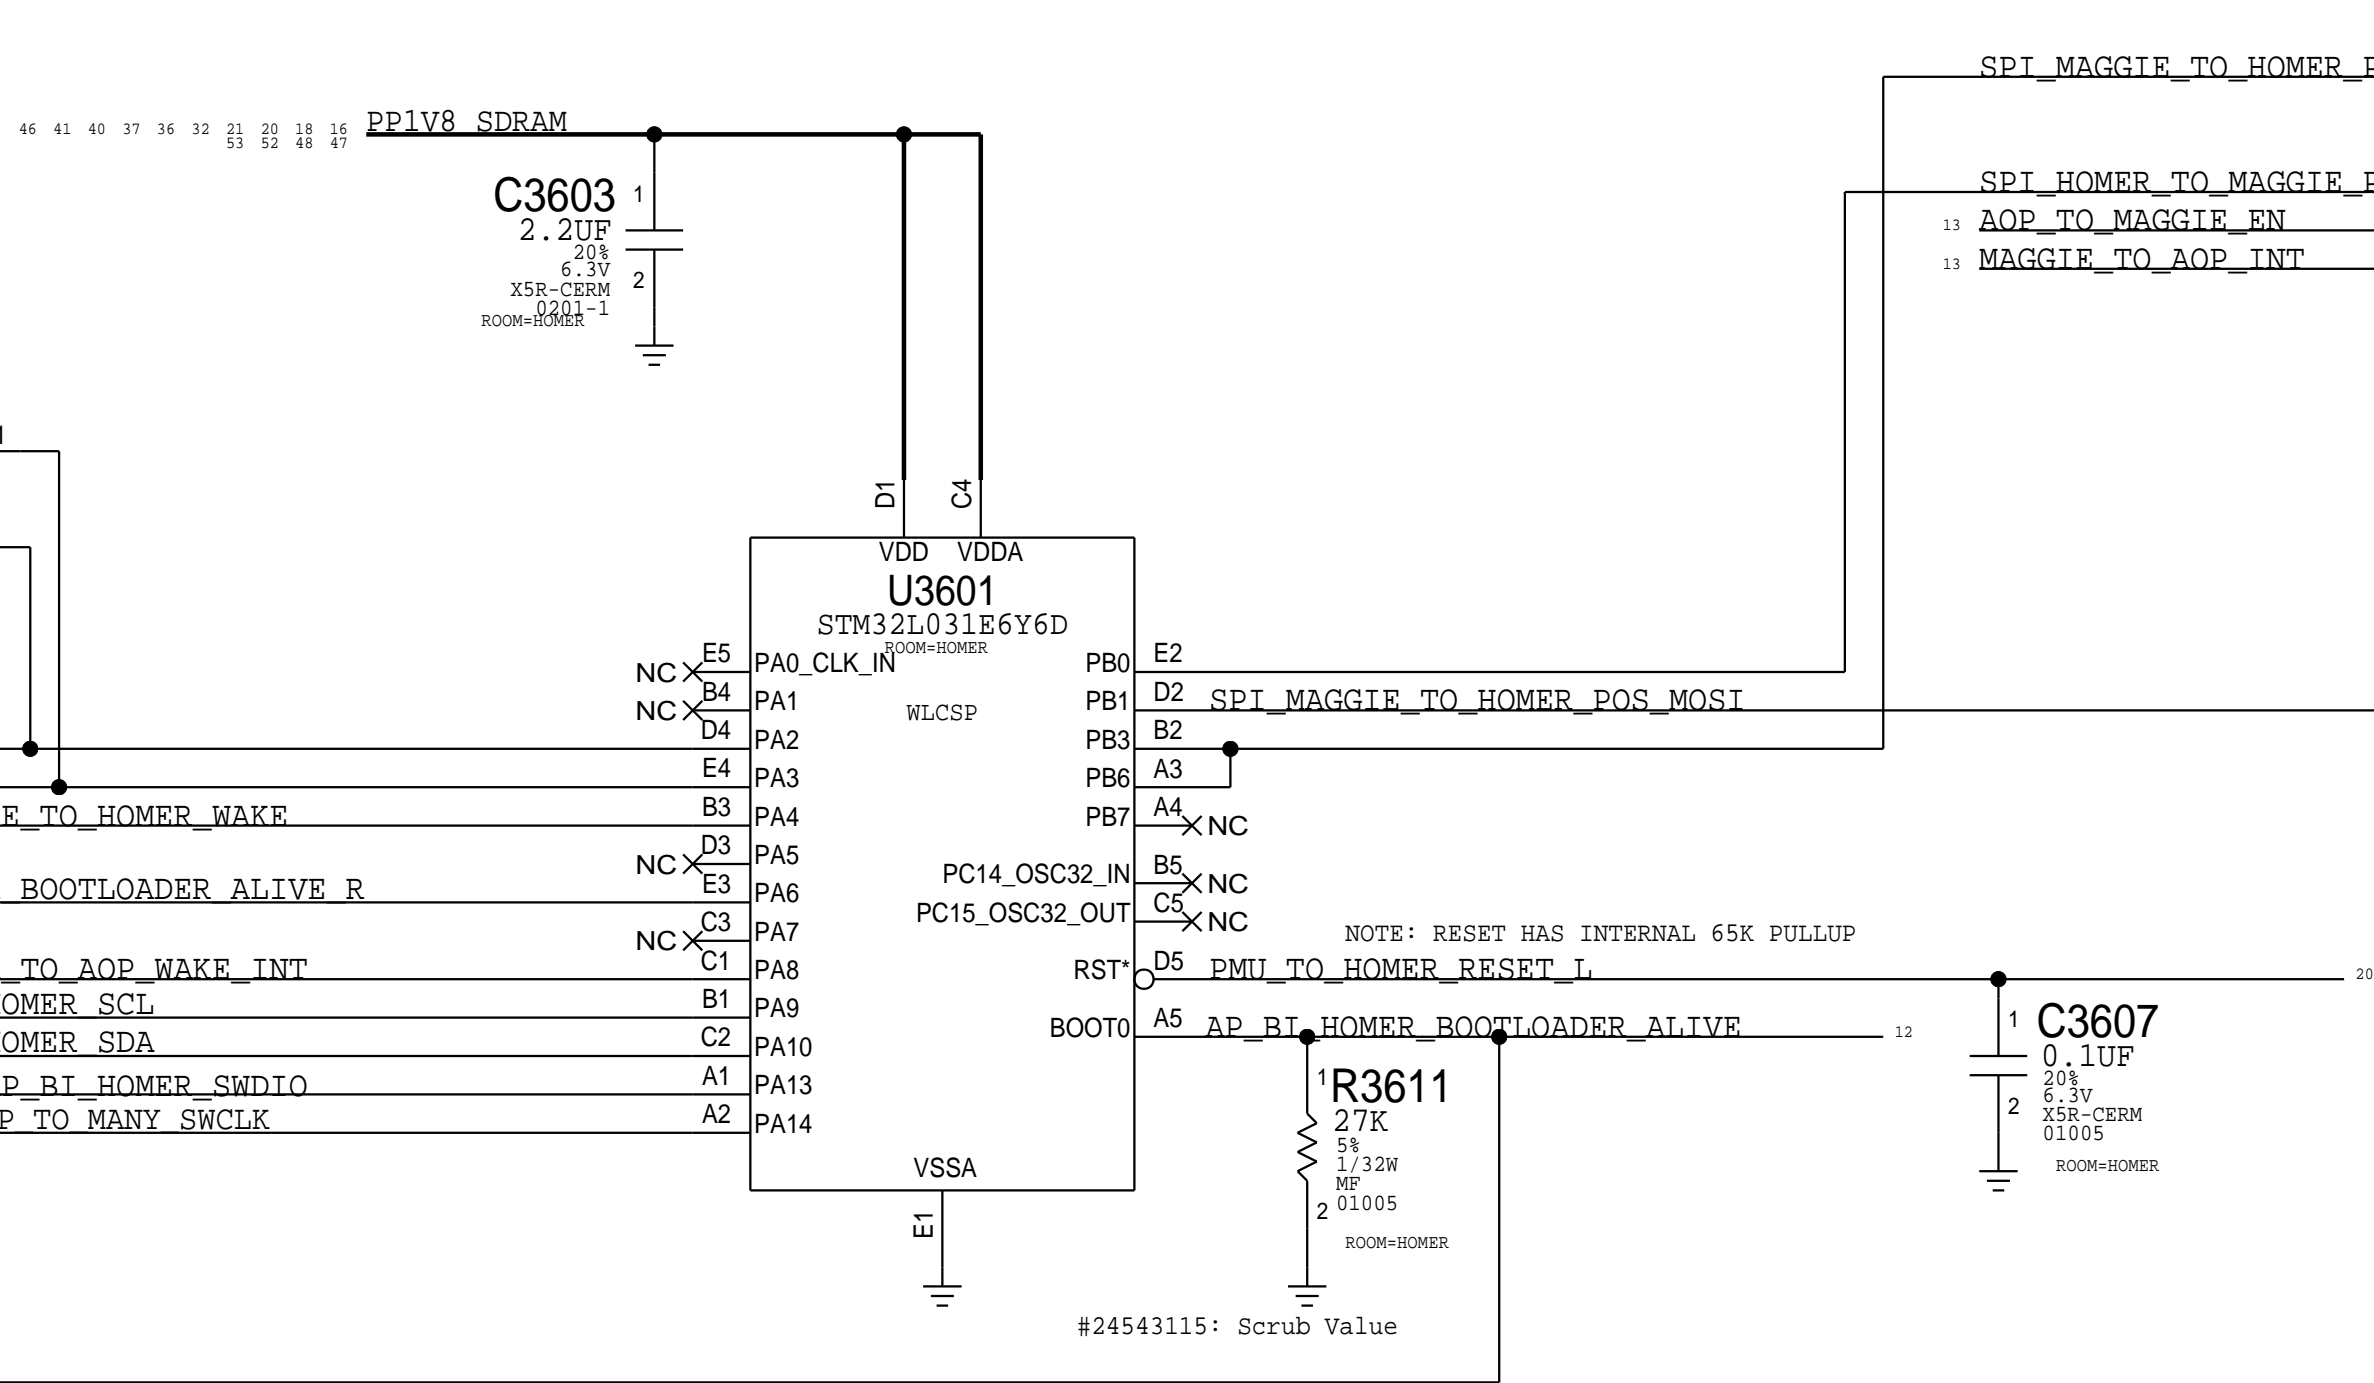 SPI_MAGGIE_TO_HOMER_P
46 41 40 37 36 32 21 20 18 16 PP1V8_SDRAM
53 52 48 47
C3603 1
2.2UF
20%
6.3V
X5R-CERM 2
0201-1
ROOM=HOMER
SPI_HOMER_TO_MAGGIE_P
13 AOP_TO_MAGGIE_EN
13 MAGGIE_TO_AOP_INT
D1 C4
VDD VDDA
U3601
STM32L031E6Y6D
ROOM=HOMER
WLCSP
NC E5 PA0_CLK_IN
NC B4 PA1
D4 PA2
E4 PA3
E_TO_HOMER_WAKE B3 PA4
NC D3 PA5
_BOOTLOADER_ALIVE_R E3 PA6
NC C3 PA7
_TO_AOP_WAKE_INT C1 PA8
OMER_SCL B1 PA9
OMER_SDA C2 PA10
P_BI_HOMER_SWDIO A1 PA13
P_TO_MANY_SWCLK A2 PA14
PB0 E2
PB1 D2 SPI_MAGGIE_TO_HOMER_POS_MOSI
PB3 B2
PB6 A3
PB7 A4 NC
PC14_OSC32_IN B5 NC
PC15_OSC32_OUT C5 NC
NOTE: RESET HAS INTERNAL 65K PULLUP
RST* D5 PMU_TO_HOMER_RESET_L 20
BOOT0 A5 AP_BI_HOMER_BOOTLOADER_ALIVE 12
VSSA
E1
1 R3611
27K
5%
1/32W
MF
2 01005
ROOM=HOMER
1 C3607
0.1UF
20%
2 6.3V
X5R-CERM
01005
ROOM=HOMER
#24543115: Scrub Value